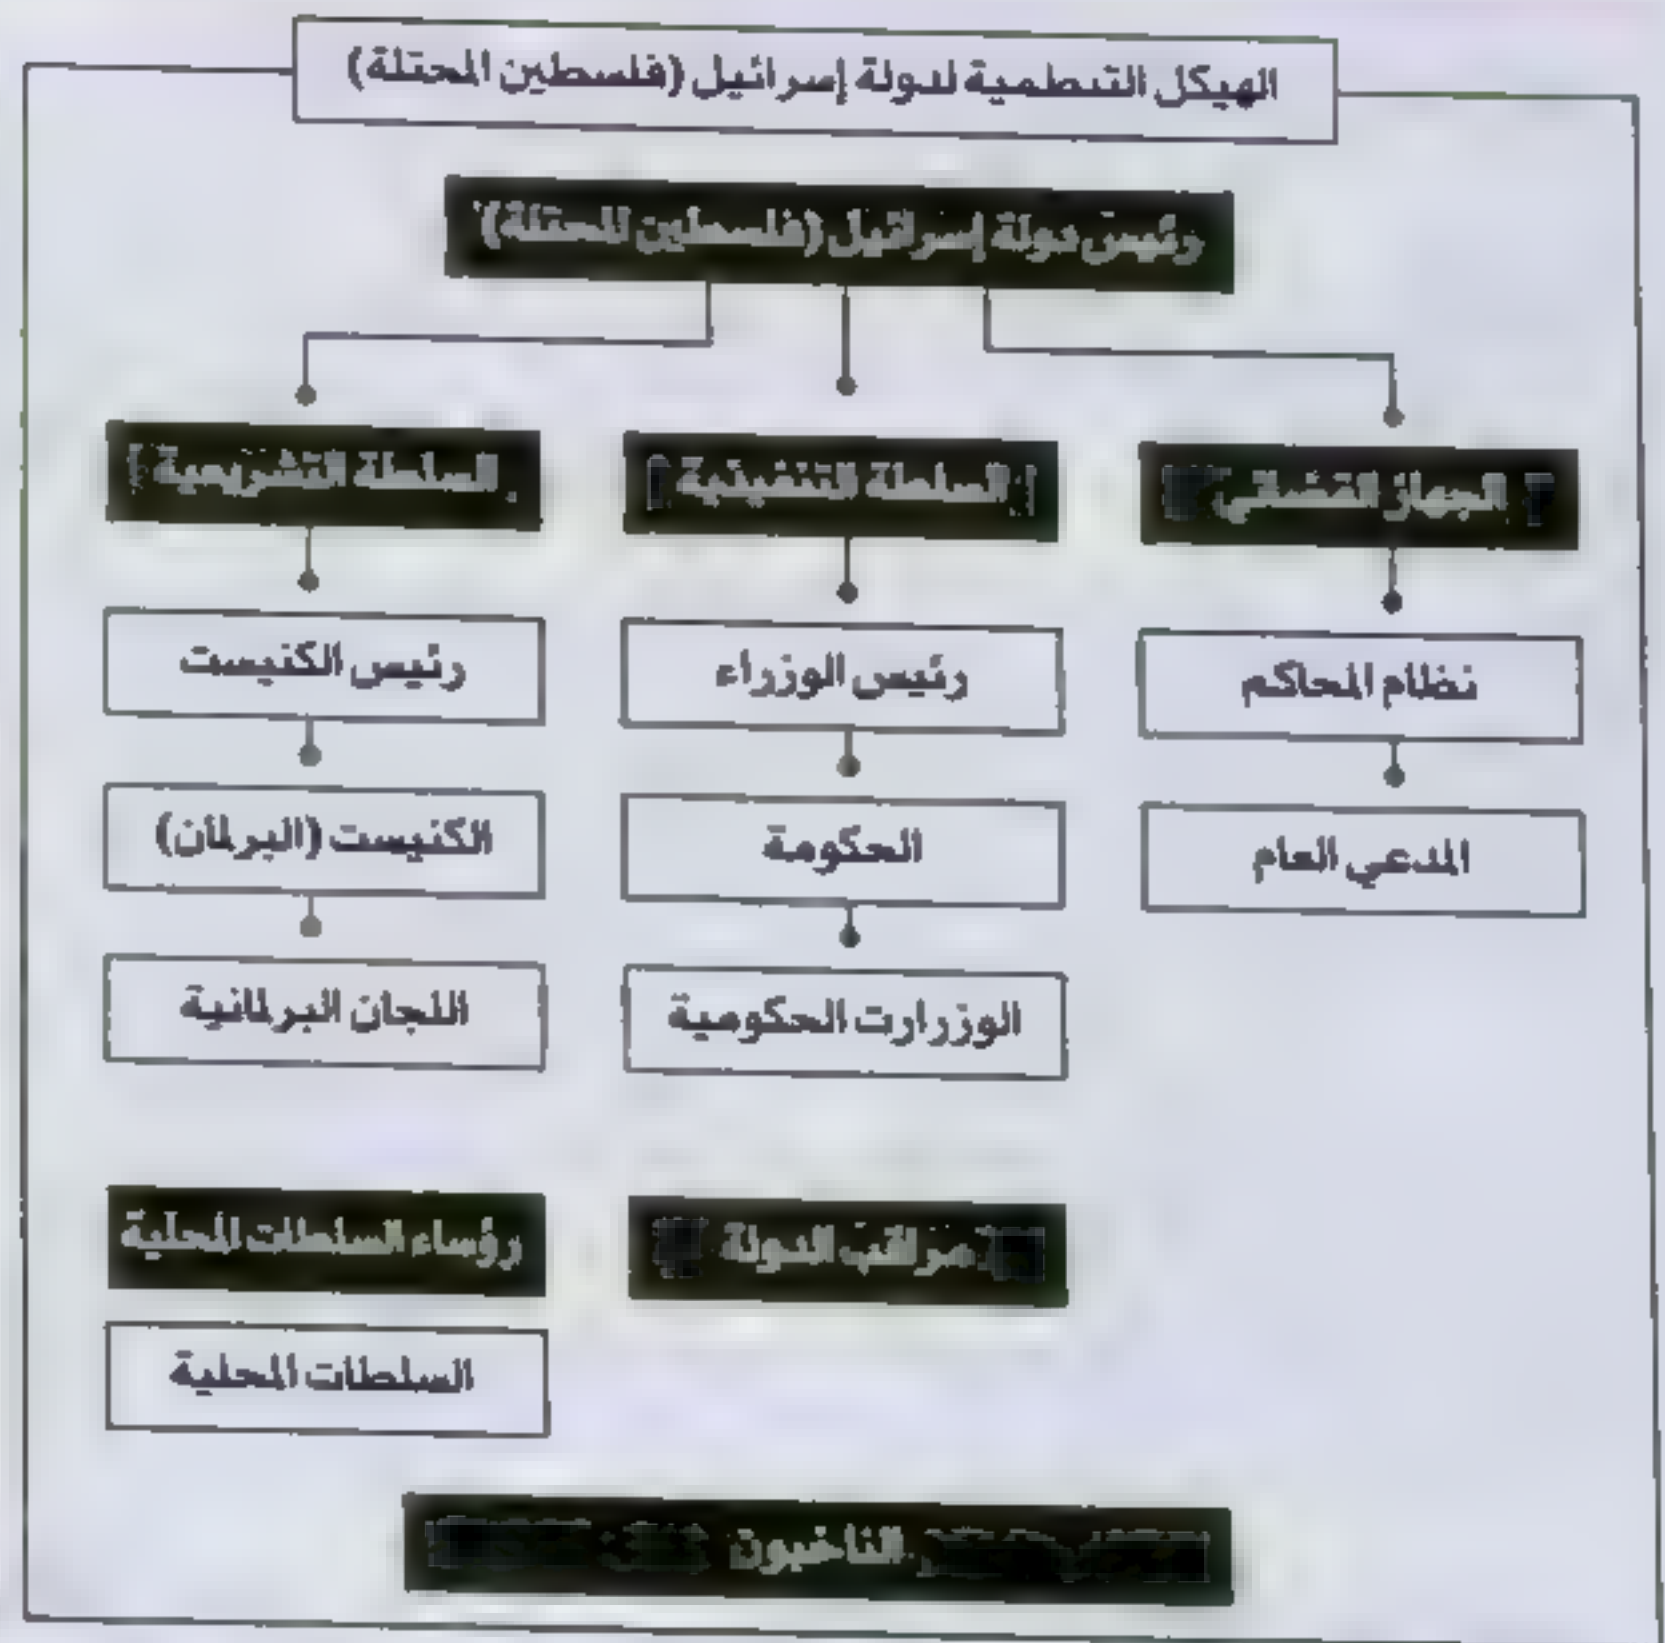 الهيكل التنطمية لدولة إسرائيل (فلسطين المحتلة)
رئيس دولة إسرائيل (فلسطين المحتلة)
الجهاز القضائي
السلطة التنفيذية
السلطة التشريعية
نظام المحاكم
رئيس الوزراء
رئيس الكنيست
المدعي العام
الحكومة
الكنيست (البرلمان)
الوزرارت الحكومية
اللجان البرلمانية
مراقب الدولة
رؤساء السلطات المحلية
السلطات المحلية
الناخبون